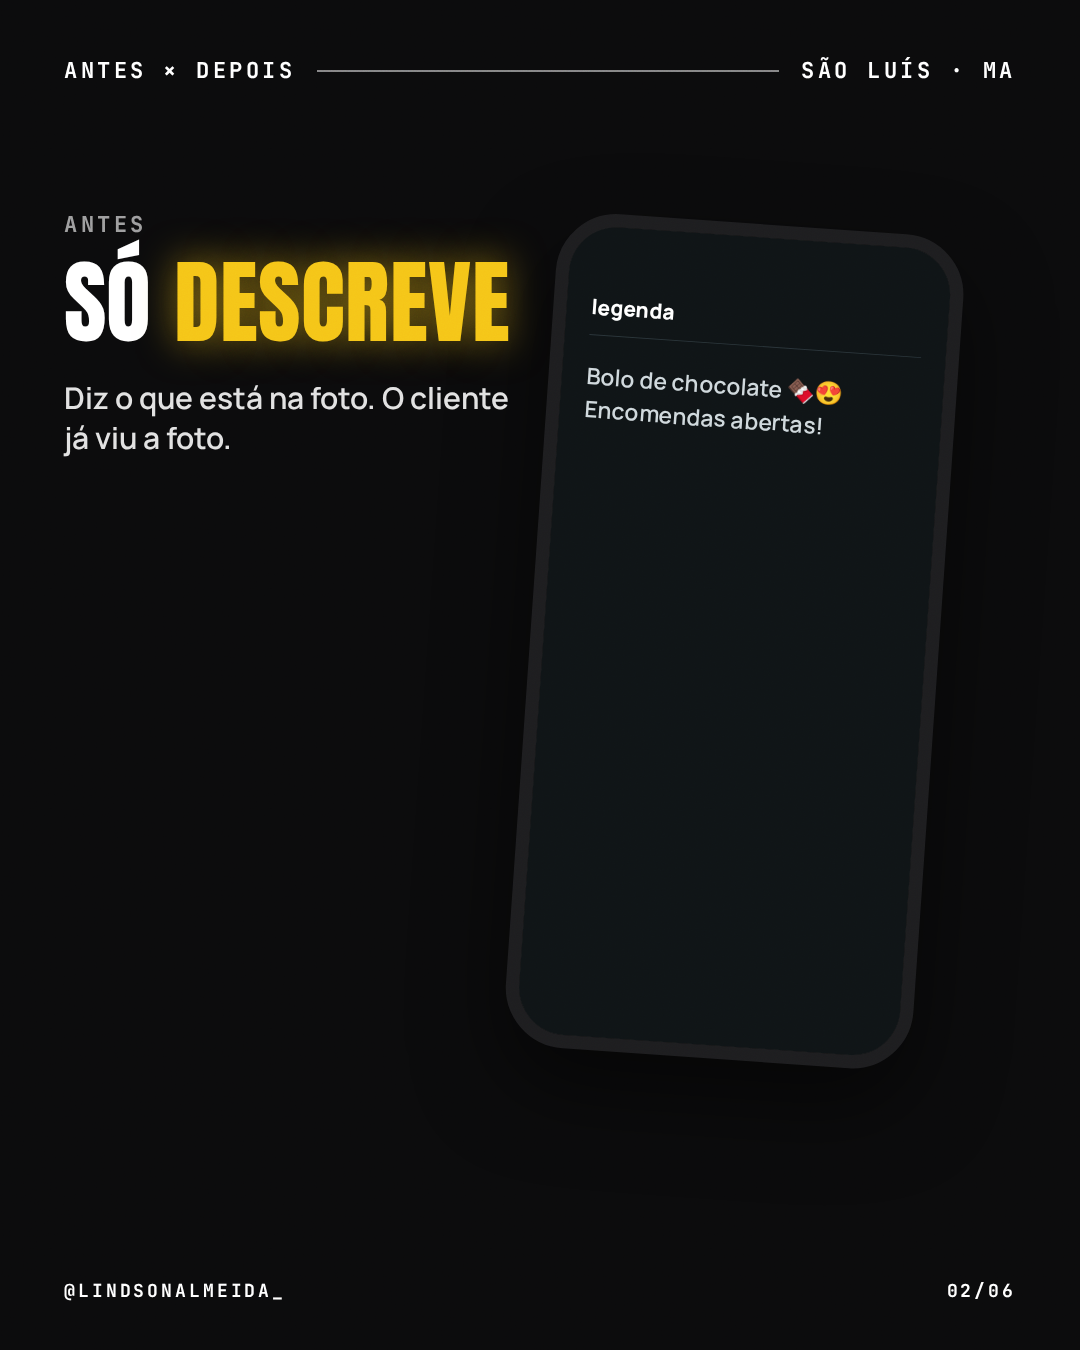 ANTES × DEPOIS
SÃO LUÍS · MA
ANTES
SÓ DESCREVE
Diz o que está na foto. O cliente
já viu a foto.
legenda
Bolo de chocolate 🍫😍
Encomendas abertas!
@LINDSONALMEIDA_
02/06